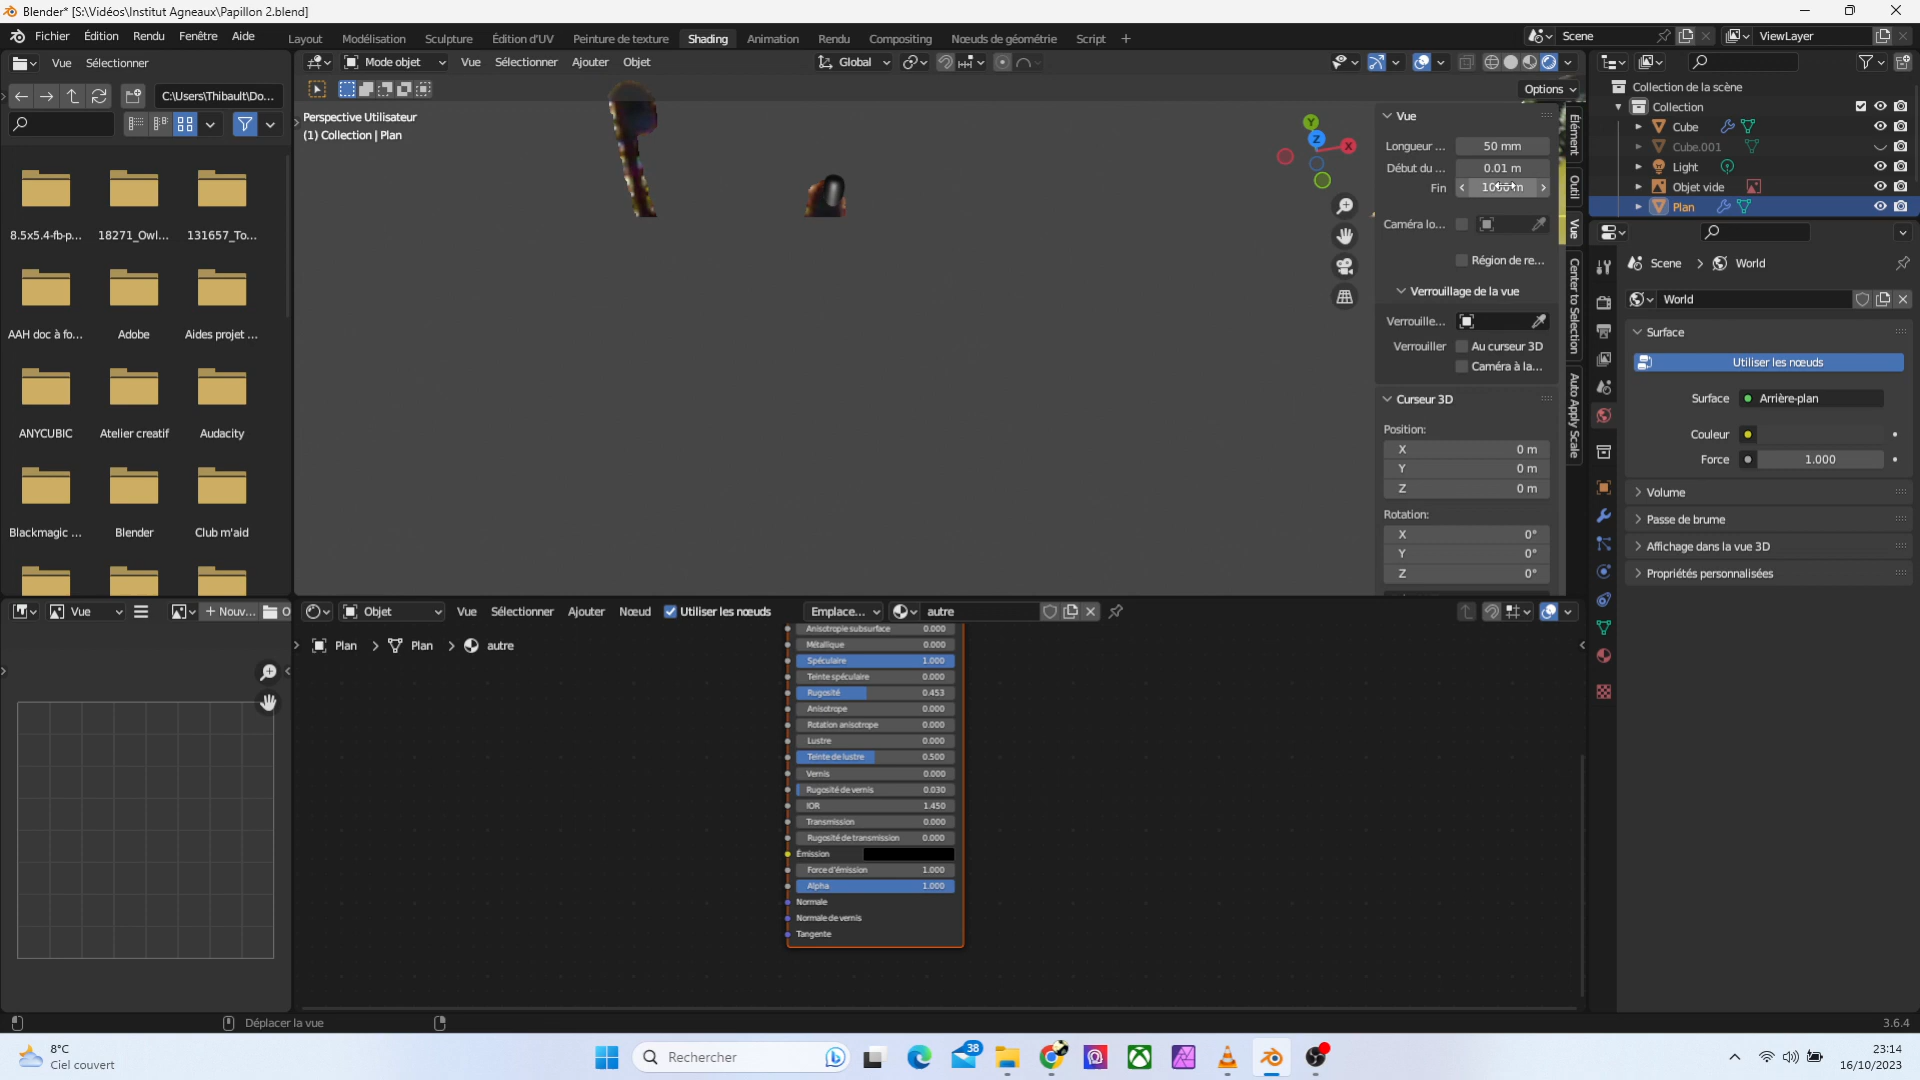 Blender* [S:\Vidéos\Institut Agneaux\Papillon 2.blend]
Fichier Édition Rendu Fenêtre Aide
Layout Modélisation Sculpture Édition d'UV Peinture de texture Shading Animation Rendu Compositing Nœuds de géométrie Script +
Scene ViewLayer
Vue Sélectionner
C:\Users\Thibault\Do...
8.5x5.4-fb-p... 18271_Owl... 131657_To...
AAH doc à fo... Adobe Aides projet ...
ANYCUBIC Atelier creatif Audacity
Blackmagic ... Blender Club m'aid
Mode objet Vue Sélectionner Ajouter Objet Global
Options
Perspective Utilisateur
(1) Collection | Plan
Y
Z
X
Vue
Longueur ... 50 mm
Début du ... 0.01 m
Fin
Caméra lo...
Région de re...
Verrouillage de la vue
Verrouille...
Verrouiller Au curseur 3D
Caméra à la...
Curseur 3D
Position:
X 0 m
Y 0 m
Z 0 m
Rotation:
X 0°
Y 0°
Z 0°
Élément
Outil
Vue
Center to Selection
Auto Apply Scale
Collection de la scène
Collection
Cube
Cube.001
Light
Objet vide
Plan
Scene > World
World
Surface
Utiliser les nœuds
Surface Arrière-plan
Couleur
Force 1.000
Volume
Passe de brume
Affichage dans la vue 3D
Propriétés personnalisées
Vue + Nouv... O
Objet Vue Sélectionner Ajouter Nœud Utiliser les nœuds Emplace... autre
Plan > Plan > autre
Anisotropie subsurface 0.000
Métallique 0.000
Spéculaire 1.000
Teinte spéculaire 0.000
Rugosité 0.453
Anisotrope 0.000
Rotation anisotrope 0.000
Lustre 0.000
Teinte de lustre 0.500
Vernis 0.000
Rugosité de vernis 0.030
IOR 1.450
Transmission 0.000
Rugosité de transmission 0.000
Émission
Force d'émission 1.000
Alpha 1.000
Normale
Normale de vernis
Tangente
Déplacer la vue
3.6.4
8°C
Ciel couvert
Rechercher
38
23:14
16/10/2023